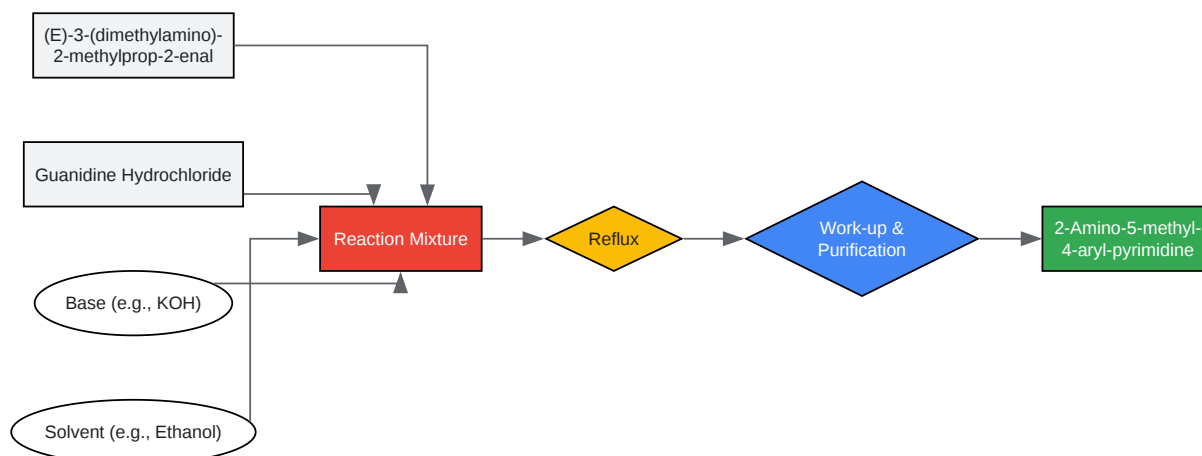 (E)-3-(dimethylamino)-
2-methylprop-2-enal
Guanidine Hydrochloride
Reaction Mixture
Reflux
Work-up &
Purification
2-Amino-5-methyl-
4-aryl-pyrimidine
Base (e.g., KOH)
Solvent (e.g., Ethanol)